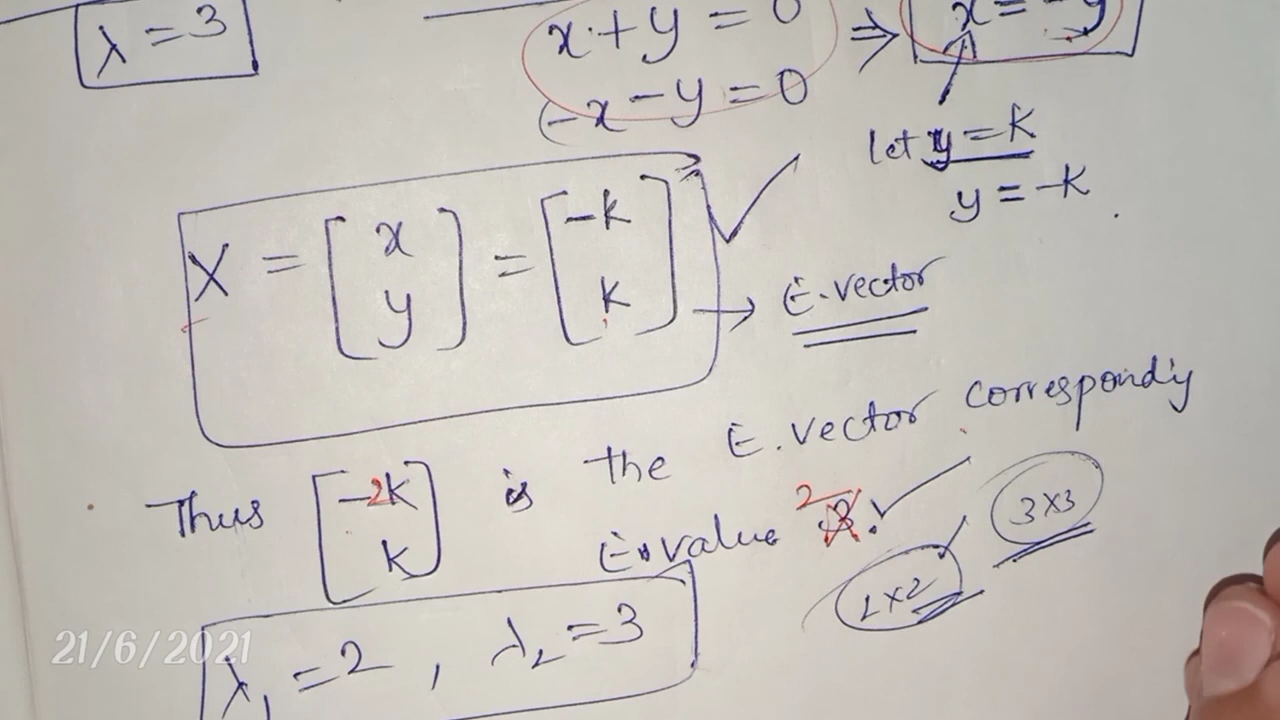 λ = 3
x + y = 0 ⇒ x = -y
-x - y = 0
let y = K
y = -K
X = [x y] = [-k k] → E.vector
Thus [-2k k] is the E.vector correspondiy
E.value 2
3×3
2×2
λ₁ = 2, λ₂ = 3
21/6/2021